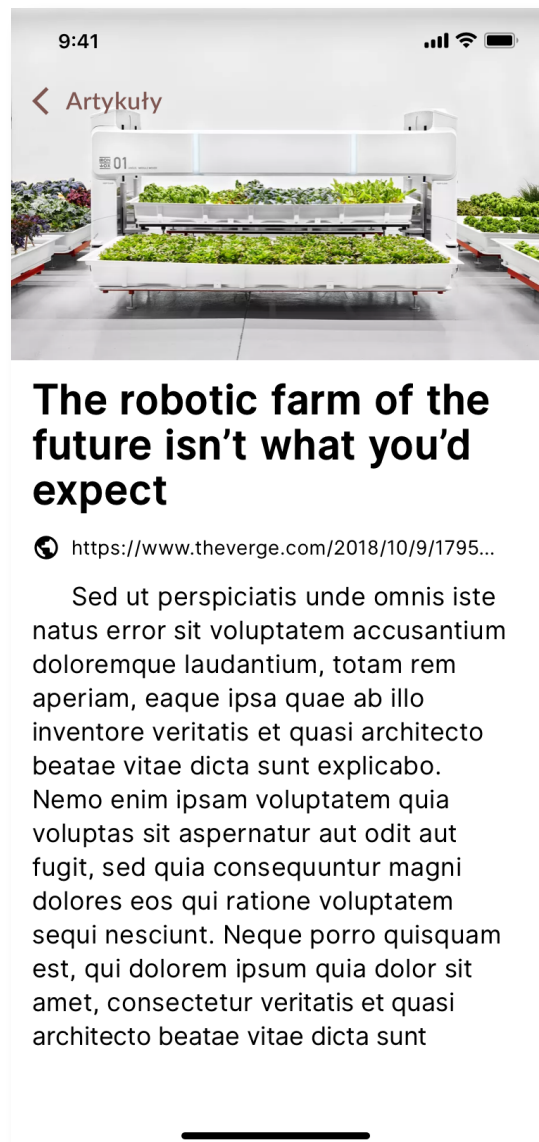 9:41
Artykuły
01
The robotic farm of the
future isn’t what you’d
expect
https://www.theverge.com/2018/10/9/1795...
Sed ut perspiciatis unde omnis iste
natus error sit voluptatem accusantium
doloremque laudantium, totam rem
aperiam, eaque ipsa quae ab illo
inventore veritatis et quasi architecto
beatae vitae dicta sunt explicabo.
Nemo enim ipsam voluptatem quia
voluptas sit aspernatur aut odit aut
fugit, sed quia consequuntur magni
dolores eos qui ratione voluptatem
sequi nesciunt. Neque porro quisquam
est, qui dolorem ipsum quia dolor sit
amet, consectetur veritatis et quasi
architecto beatae vitae dicta sunt